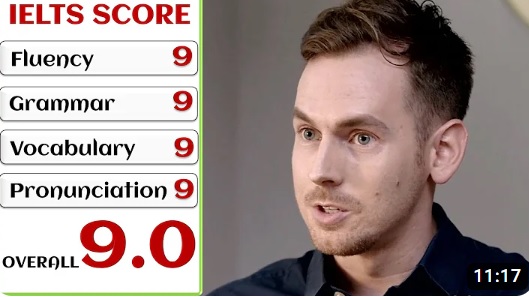 IELTS SCORE
Fluency 9
Grammar 9
Vocabulary 9
Pronunciation 9
OVERALL 9.0
11:17